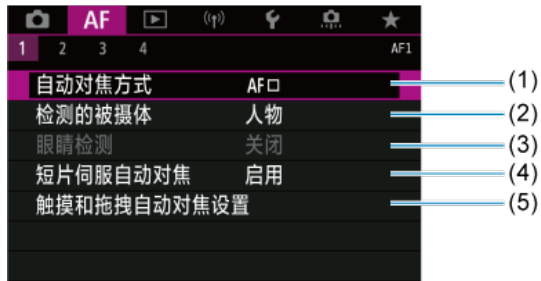 AF
1 2 3 4 AF1
自动对焦方式 AF (1)
检测的被摄体 人物 (2)
眼睛检测 关闭 (3)
短片伺服自动对焦 启用 (4)
触摸和拖拽自动对焦设置 (5)